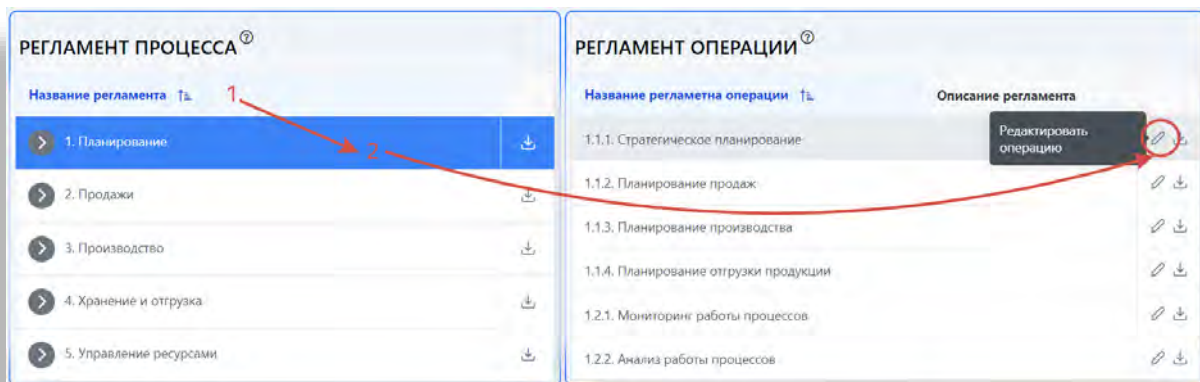 РЕГЛАМЕНТ ПРОЦЕССА
Название регламента
1.
1. Планирование
2
2. Продажи
3. Производство
4. Хранение и отгрузка
5. Управление ресурсами
РЕГЛАМЕНТ ОПЕРАЦИИ
Название регламетна операции Описание регламента
1.1.1. Стратегическое планирование
Редактировать
операцию
1.1.2. Планирование продаж
1.1.3. Планирование производства
1.1.4. Планирование отгрузки продукции
1.2.1. Мониторинг работы процессов
1.2.2. Анализ работы процессов